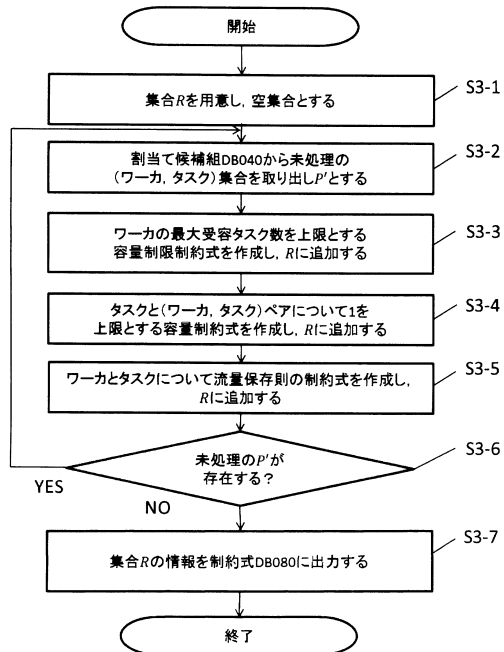 開始
S3-1
集合Rを用意し，空集合とする
S3-2
割当て候補組DB040から未処理の
（ワーカ，タスク）集合を取り出しP'とする
S3-3
ワーカの最大受容タスク数を上限とする
容量制限制約式を作成し，Rに追加する
S3-4
タスクと（ワーカ，タスク）ペアについて1を
上限とする容量制約式を作成し，Rに追加する
S3-5
ワーカとタスクについて流量保存則の制約式を作成し，
Rに追加する
S3-6
未処理のP'が
存在する？
YES
NO
S3-7
集合Rの情報を制約式DB080に出力する
終了